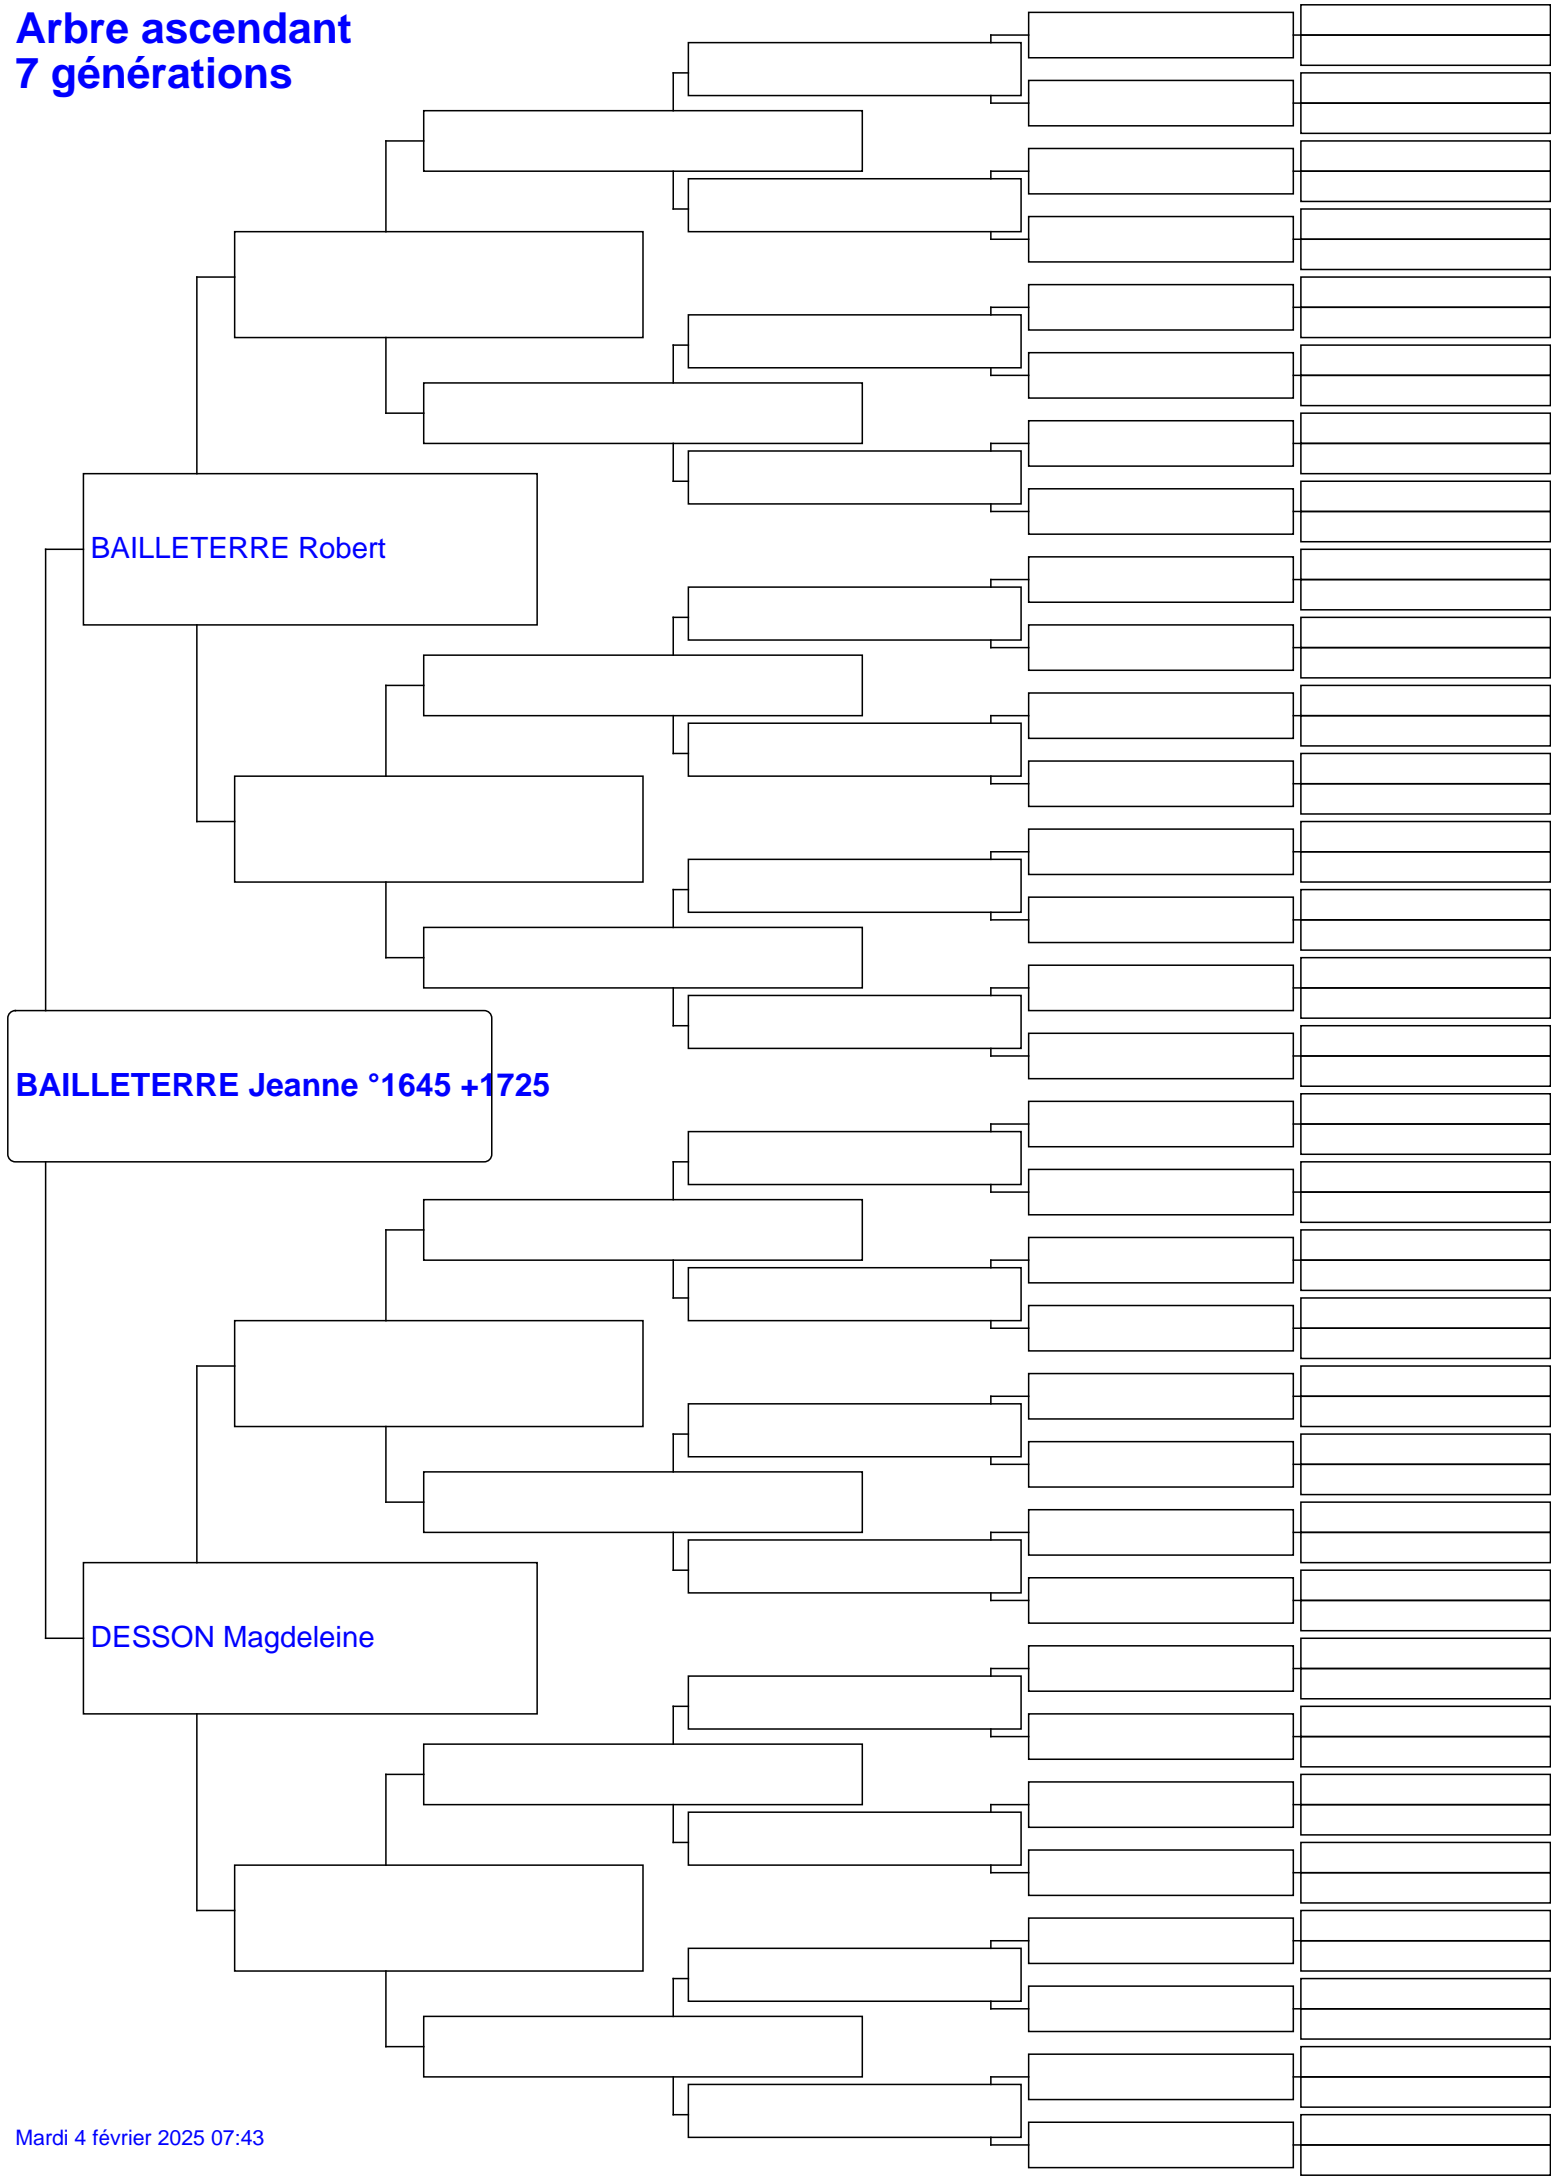 Arbre ascendant
7 générations
BAILLETERRE Robert
BAILLETERRE Jeanne °1645 +1725
DESSON Magdeleine
Mardi 4 février 2025 07:43